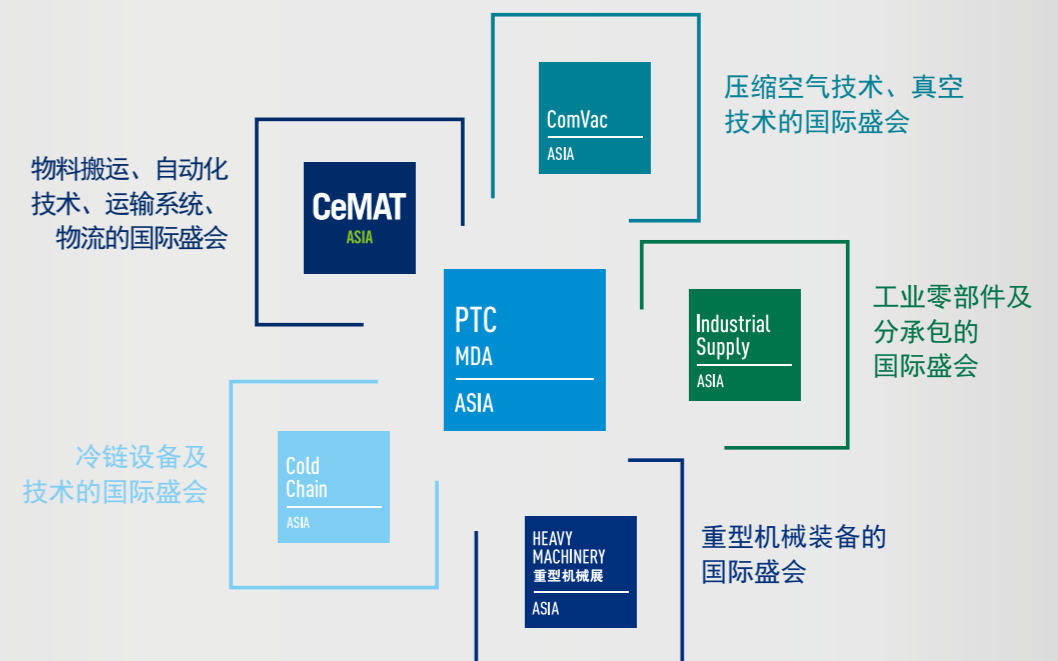 ComVac
ASIA
压缩空气技术、真空
技术的国际盛会
物料搬运、自动化
技术、运输系统、
物流的国际盛会
CeMAT
ASIA
PTC
MDA
ASIA
Industrial
Supply
ASIA
工业零部件及
分承包的
国际盛会
冷链设备及
技术的国际盛会
Cold
Chain
ASIA
HEAVY
MACHINERY
重型机械展
ASIA
重型机械装备的
国际盛会